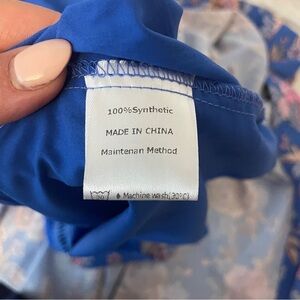 100%Synthetic
MADE IN CHINA
Maintenan Method
Machine wash(30°C)